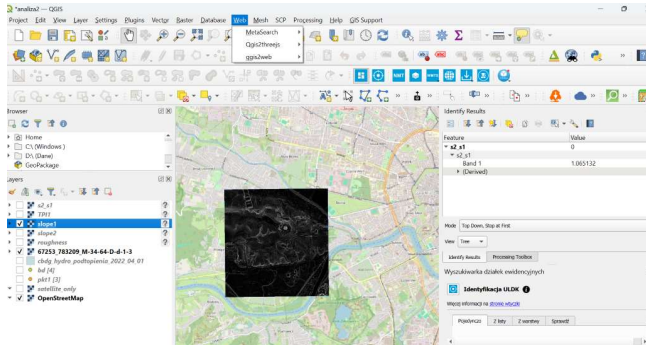 *analiza2 — QGIS
Project Edit View Layer Settings Plugins Vector Raster Database Web Mesh SCP Processing Help GIS Support
MetaSearch
Qgis2threejs
qgis2web
Browser
Home
C:\ (Windows )
D:\ (Dane)
GeoPackage
Layers
s2_s1
TPI1
slope1
slope2
roughness
67253_783209_M-34-64-D-d-1-3
cbdg_hydro_podtopienia_2022_04_01
bd [4]
pkt1 [3]
satellite_only
OpenStreetMap
Identify Results
Feature Value
s2_s1 0
s2_s1
Band 1 1.065132
(Derived)
Mode Top Down, Stop at First
View Tree
Identify Results Processing Toolbox
Wyszukiwarka działek ewidencyjnych
Identyfikacja ULDK
Więcej informacji na stronie wtyczki
Pojedynczo Z listy Z warstwy Sprawdź